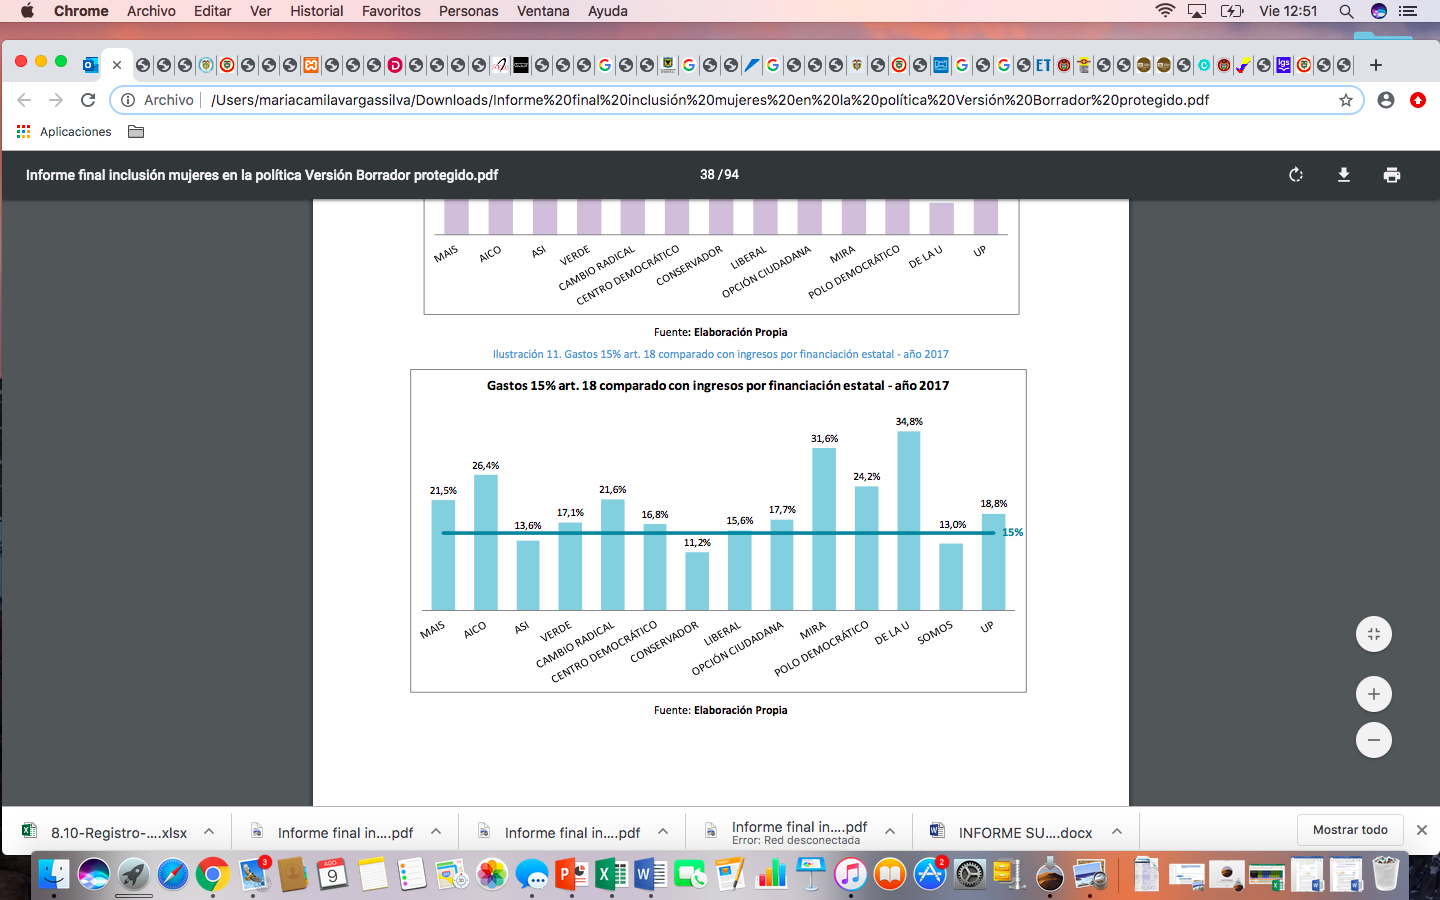 Chrome Archivo Editar Ver Historial Favoritos Personas Ventana Ayuda Vie 12:51
Archivo /Users/mariacamilavargassilva/Downloads/Informe%20final%20inclusión%20mujeres%20en%20la%20política%20Versión%20Borrador%20protegido.pdf
Aplicaciones
Informe final inclusión mujeres en la política Versión Borrador protegido.pdf 38 / 94
MAIS AICO ASI VERDE CAMBIO RADICAL CENTRO DEMOCRÁTICO CONSERVADOR LIBERAL OPCIÓN CIUDADANA MIRA POLO DEMOCRÁTICO DE LA U UP
Fuente: Elaboración Propia
Ilustración 11. Gastos 15% art. 18 comparado con ingresos por financiación estatal - año 2017
Gastos 15% art. 18 comparado con ingresos por financiación estatal - año 2017
21,5% 26,4% 13,6% 17,1% 21,6% 16,8% 11,2% 15,6% 17,7% 31,6% 24,2% 34,8% 13,0% 18,8%
15%
MAIS AICO ASI VERDE CAMBIO RADICAL CENTRO DEMOCRÁTICO CONSERVADOR LIBERAL OPCIÓN CIUDADANA MIRA POLO DEMOCRÁTICO DE LA U SOMOS UP
Fuente: Elaboración Propia
8.10-Registro-....xlsx Informe final in....pdf Informe final in....pdf Informe final in....pdf INFORME SU....docx Mostrar todo
Error: Red desconectada
AGO
9
3
2